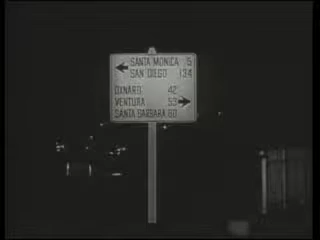 SANTA MONICA 5
SAN DIEGO 134
OXNARD 42
VENTURA 53
SANTA BARBARA 80